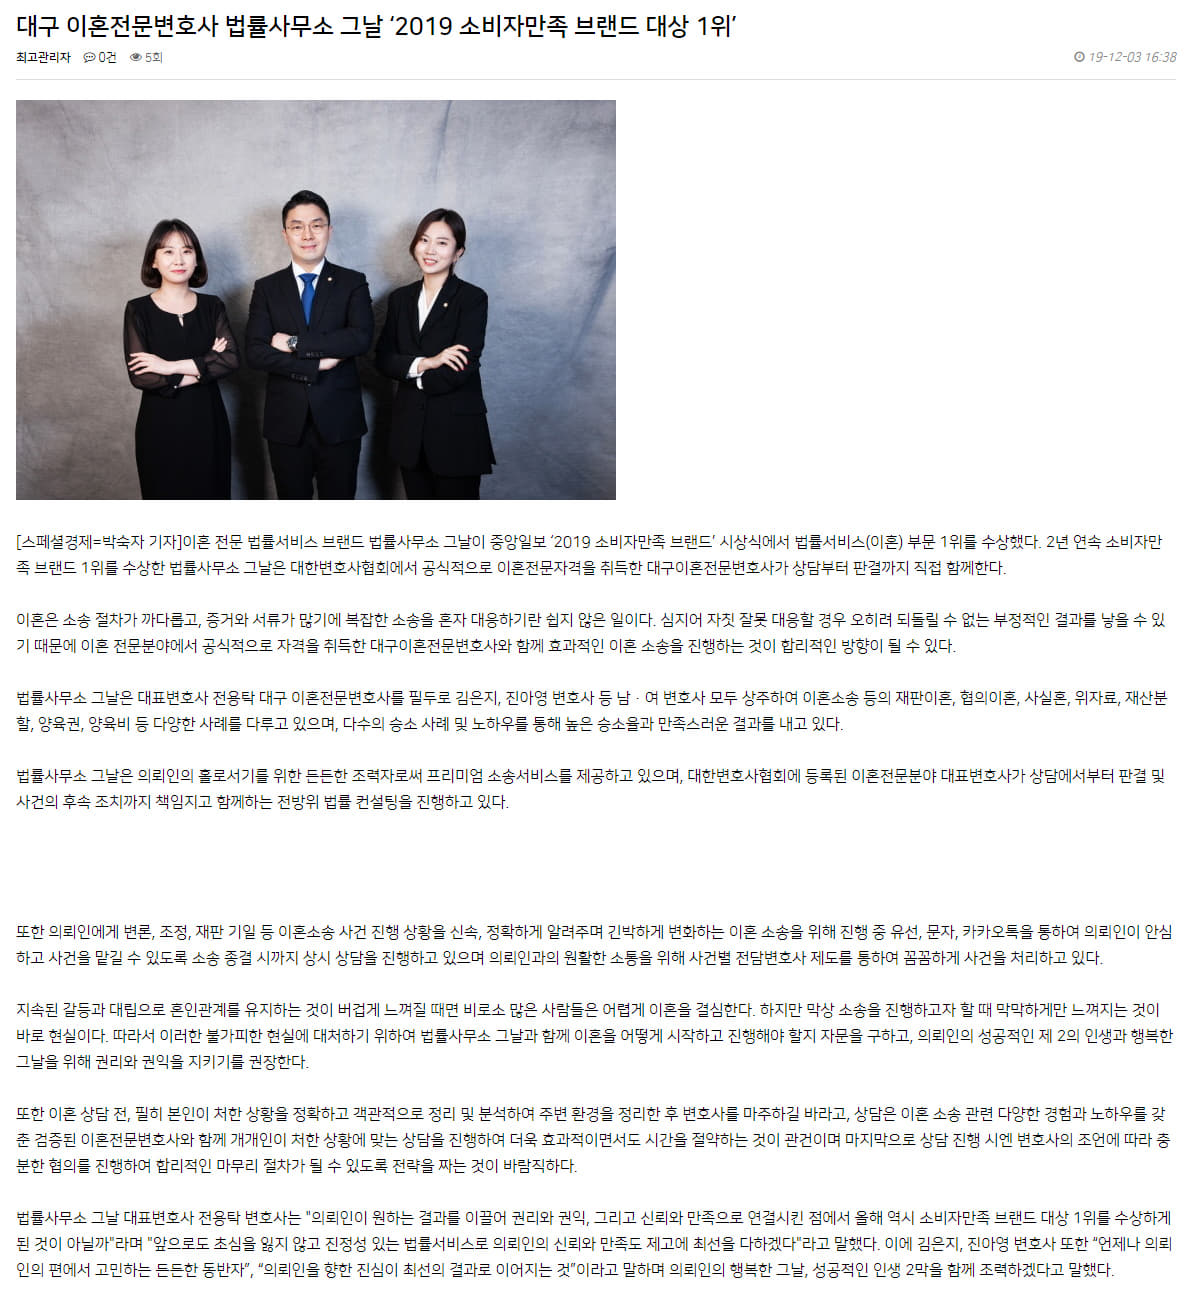 대구 이혼전문변호사 법률사무소 그날 ‘2019 소비자만족 브랜드 대상 1위’
최고관리자 0건 5회 19-12-03 16:38
[스페셜경제=박숙자 기자]이혼 전문 법률서비스 브랜드 법률사무소 그날이 중앙일보 ‘2019 소비자만족 브랜드’ 시상식에서 법률서비스(이혼) 부문 1위를 수상했다. 2년 연속 소비자만
족 브랜드 1위를 수상한 법률사무소 그날은 대한변호사협회에서 공식적으로 이혼전문자격을 취득한 대구이혼전문변호사가 상담부터 판결까지 직접 함께한다.
이혼은 소송 절차가 까다롭고, 증거와 서류가 많기에 복잡한 소송을 혼자 대응하기란 쉽지 않은 일이다. 심지어 자칫 잘못 대응할 경우 오히려 되돌릴 수 없는 부정적인 결과를 낳을 수 있
기 때문에 이혼 전문분야에서 공식적으로 자격을 취득한 대구이혼전문변호사와 함께 효과적인 이혼 소송을 진행하는 것이 합리적인 방향이 될 수 있다.
법률사무소 그날은 대표변호사 전용탁 대구 이혼전문변호사를 필두로 김은지, 진아영 변호사 등 남ㆍ여 변호사 모두 상주하여 이혼소송 등의 재판이혼, 협의이혼, 사실혼, 위자료, 재산분
할, 양육권, 양육비 등 다양한 사례를 다루고 있으며, 다수의 승소 사례 및 노하우를 통해 높은 승소율과 만족스러운 결과를 내고 있다.
법률사무소 그날은 의뢰인의 홀로서기를 위한 든든한 조력자로써 프리미엄 소송서비스를 제공하고 있으며, 대한변호사협회에 등록된 이혼전문분야 대표변호사가 상담에서부터 판결 및
사건의 후속 조치까지 책임지고 함께하는 전방위 법률 컨설팅을 진행하고 있다.
또한 의뢰인에게 변론, 조정, 재판 기일 등 이혼소송 사건 진행 상황을 신속, 정확하게 알려주며 긴박하게 변화하는 이혼 소송을 위해 진행 중 유선, 문자, 카카오톡을 통하여 의뢰인이 안심
하고 사건을 맡길 수 있도록 소송 종결 시까지 상시 상담을 진행하고 있으며 의뢰인과의 원활한 소통을 위해 사건별 전담변호사 제도를 통하여 꼼꼼하게 사건을 처리하고 있다.
지속된 갈등과 대립으로 혼인관계를 유지하는 것이 버겁게 느껴질 때면 비로소 많은 사람들은 어렵게 이혼을 결심한다. 하지만 막상 소송을 진행하고자 할 때 막막하게만 느껴지는 것이
바로 현실이다. 따라서 이러한 불가피한 현실에 대처하기 위하여 법률사무소 그날과 함께 이혼을 어떻게 시작하고 진행해야 할지 자문을 구하고, 의뢰인의 성공적인 제 2의 인생과 행복한
그날을 위해 권리와 권익을 지키기를 권장한다.
또한 이혼 상담 전, 필히 본인이 처한 상황을 정확하고 객관적으로 정리 및 분석하여 주변 환경을 정리한 후 변호사를 마주하길 바라고, 상담은 이혼 소송 관련 다양한 경험과 노하우를 갖
춘 검증된 이혼전문변호사와 함께 개개인이 처한 상황에 맞는 상담을 진행하여 더욱 효과적이면서도 시간을 절약하는 것이 관건이며 마지막으로 상담 진행 시엔 변호사의 조언에 따라 충
분한 협의를 진행하여 합리적인 마무리 절차가 될 수 있도록 전략을 짜는 것이 바람직하다.
법률사무소 그날 대표변호사 전용탁 변호사는 "의뢰인이 원하는 결과를 이끌어 권리와 권익, 그리고 신뢰와 만족으로 연결시킨 점에서 올해 역시 소비자만족 브랜드 대상 1위를 수상하게
된 것이 아닐까"라며 "앞으로도 초심을 잃지 않고 진정성 있는 법률서비스로 의뢰인의 신뢰와 만족도 제고에 최선을 다하겠다"라고 말했다. 이에 김은지, 진아영 변호사 또한 “언제나 의뢰
인의 편에서 고민하는 든든한 동반자”, “의뢰인을 향한 진심이 최선의 결과로 이어지는 것”이라고 말하며 의뢰인의 행복한 그날, 성공적인 인생 2막을 함께 조력하겠다고 말했다.